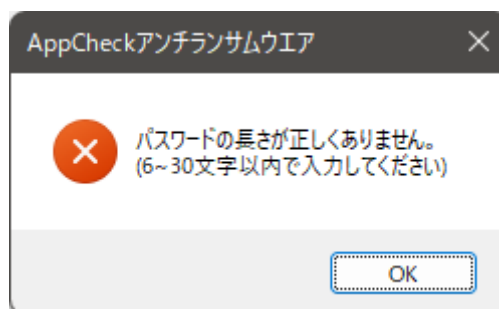 AppCheckアンチランサムウエア
パスワードの長さが正しくありません。
(6~30文字以内で入力してください)
OK